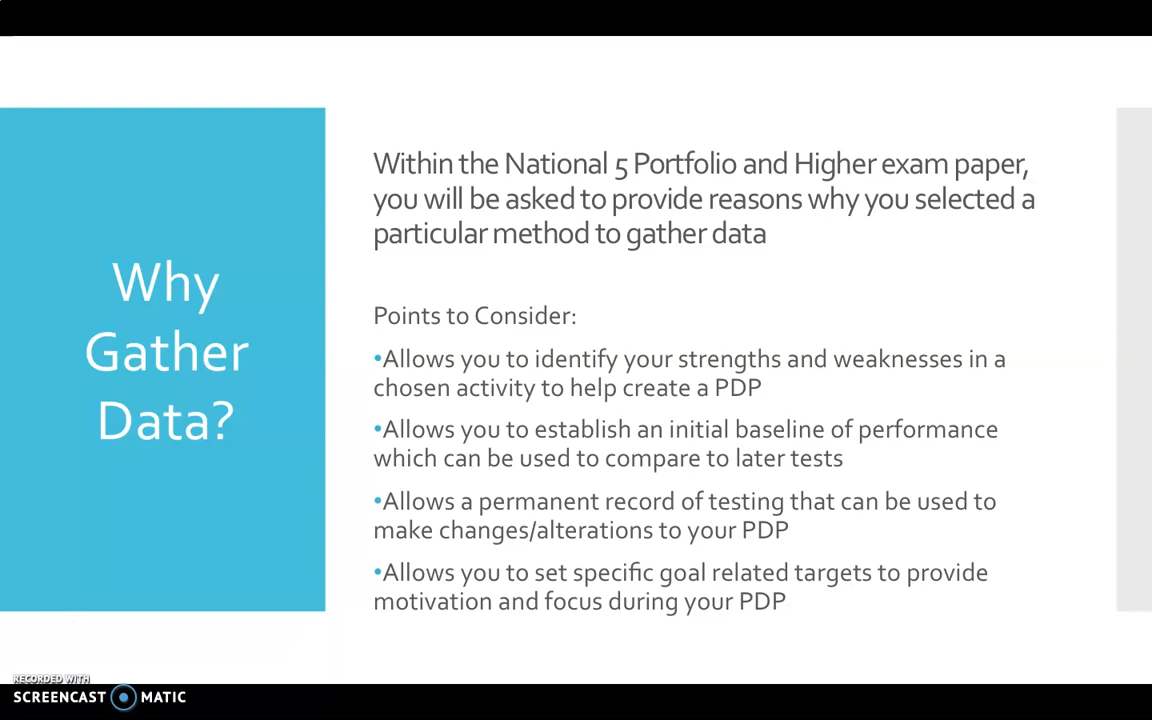 Why
Gather
Data?
Within the National 5 Portfolio and Higher exam paper,
you will be asked to provide reasons why you selected a
particular method to gather data
Points to Consider:
•Allows you to identify your strengths and weaknesses in a
chosen activity to help create a PDP
•Allows you to establish an initial baseline of performance
which can be used to compare to later tests
•Allows a permanent record of testing that can be used to
make changes/alterations to your PDP
•Allows you to set specific goal related targets to provide
motivation and focus during your PDP
RECORDED WITH
SCREENCAST MATIC